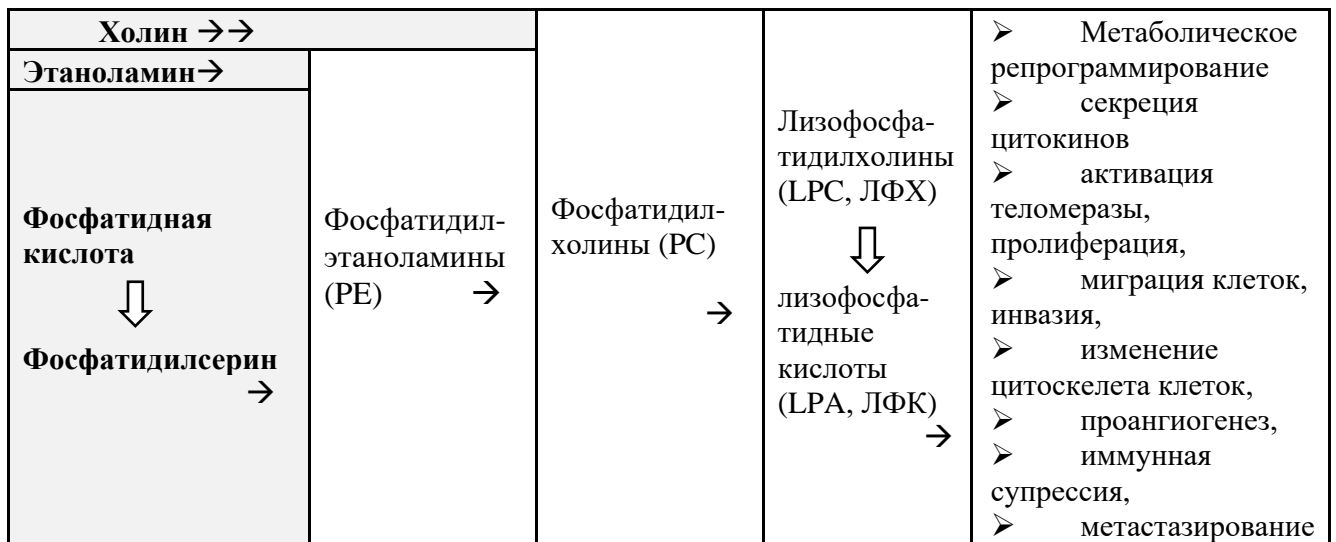 Холин →→
Этаноламин→
Фосфатидная
кислота
⇩
Фосфатидилсерин
→
Фосфатидил-
этаноламины
(PE) →
Фосфатидил-
холины (PC)
→
Лизофосфа-
тидилхолины
(LPC, ЛФХ)
⇩
лизофосфа-
тидные
кислоты
(LPA, ЛФК)
→
➢ Метаболическое
репрограммирование
➢ секреция
цитокинов
➢ активация
теломеразы,
пролиферация,
➢ миграция клеток,
инвазия,
➢ изменение
цитоскелета клеток,
➢ проангиогенез,
➢ иммунная
супрессия,
➢ метастазирование